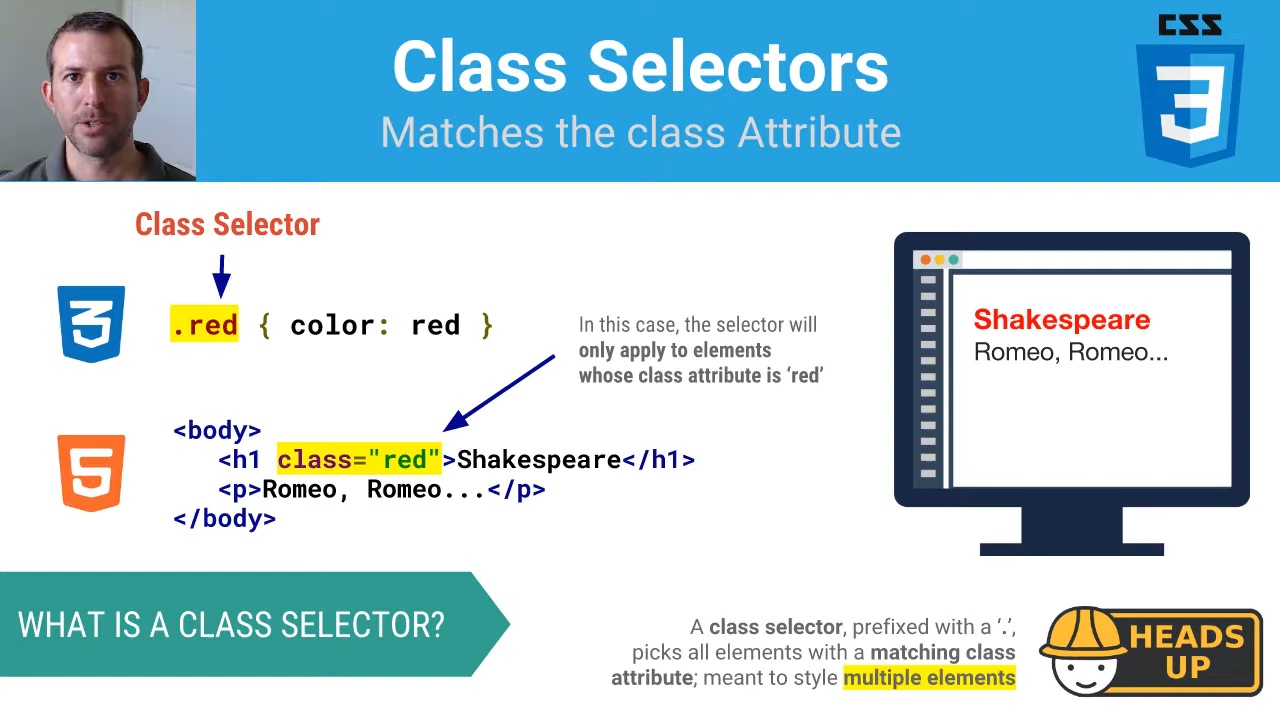 Class Selectors
Matches the class Attribute
CSS
3
Class Selector
3
.red { color: red }
In this case, the selector will
only apply to elements
whose class attribute is ‘red’
5
<body>
<h1 class="red">Shakespeare</h1>
<p>Romeo, Romeo...</p>
</body>
Shakespeare
Romeo, Romeo...
WHAT IS A CLASS SELECTOR?
A class selector, prefixed with a ‘.’,
picks all elements with a matching class
attribute; meant to style multiple elements
HEADS
UP